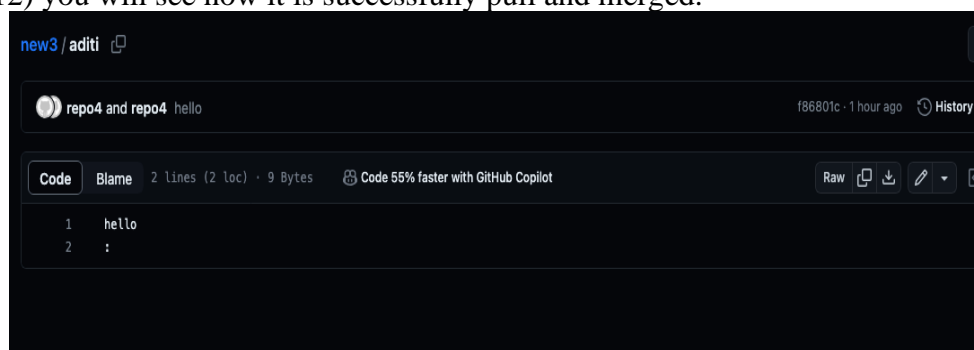 12) you will see now it is successfully pull and merged.
new3 / aditi
repo4 and repo4 hello
f86801c · 1 hour ago History
Code Blame 2 lines (2 loc) · 9 Bytes Code 55% faster with GitHub Copilot Raw
1 hello
2 :